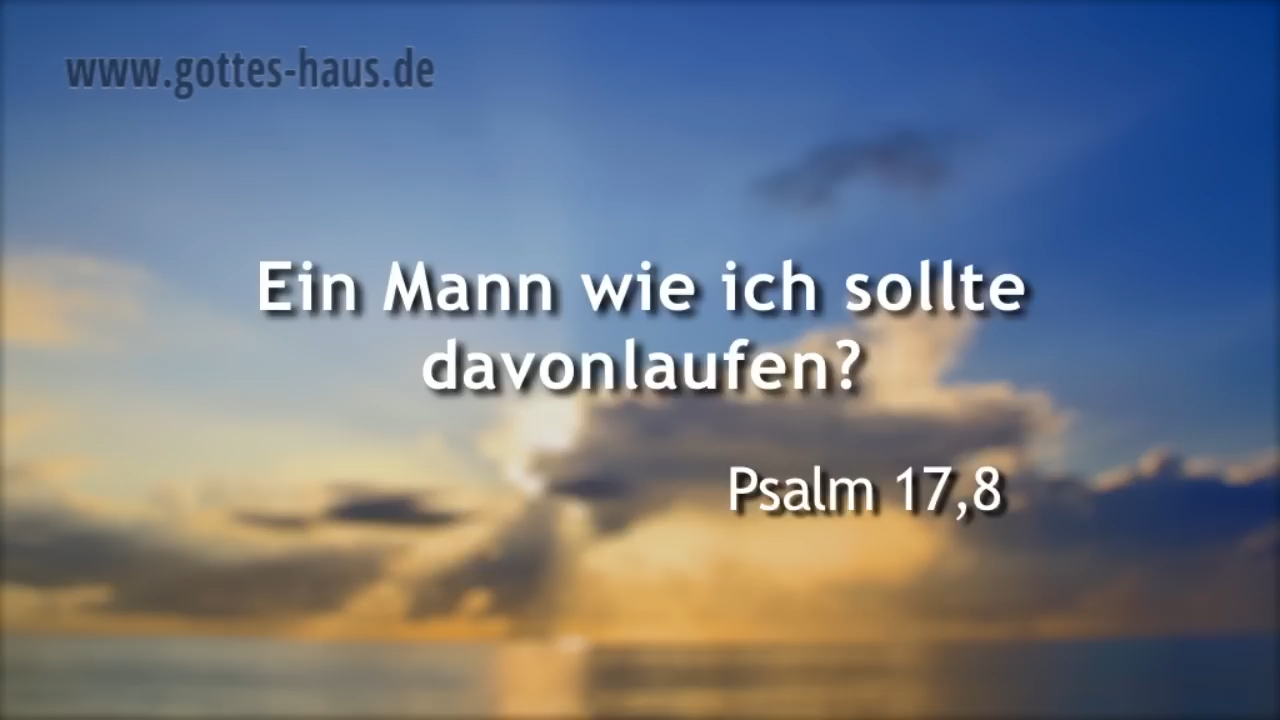 www.gottes-haus.de
Ein Mann wie ich sollte
davonlaufen?
Psalm 17,8